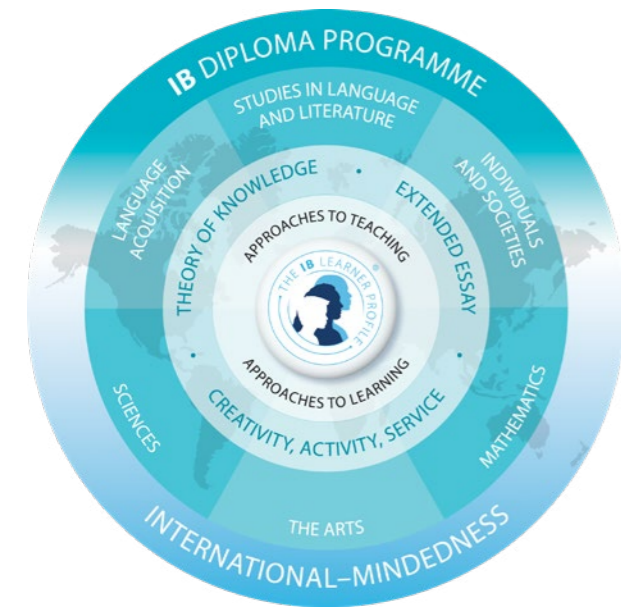 IB DIPLOMA PROGRAMME
STUDIES IN LANGUAGE
AND LITERATURE
LANGUAGE
ACQUISITION
INDIVIDUALS
AND SOCIETIES
THEORY OF KNOWLEDGE
•
EXTENDED ESSAY
•
APPROACHES TO TEACHING
THE IB LEARNER PROFILE
®
APPROACHES TO LEARNING
•
CREATIVITY, ACTIVITY, SERVICE
SCIENCES
MATHEMATICS
THE ARTS
INTERNATIONAL–MINDEDNESS